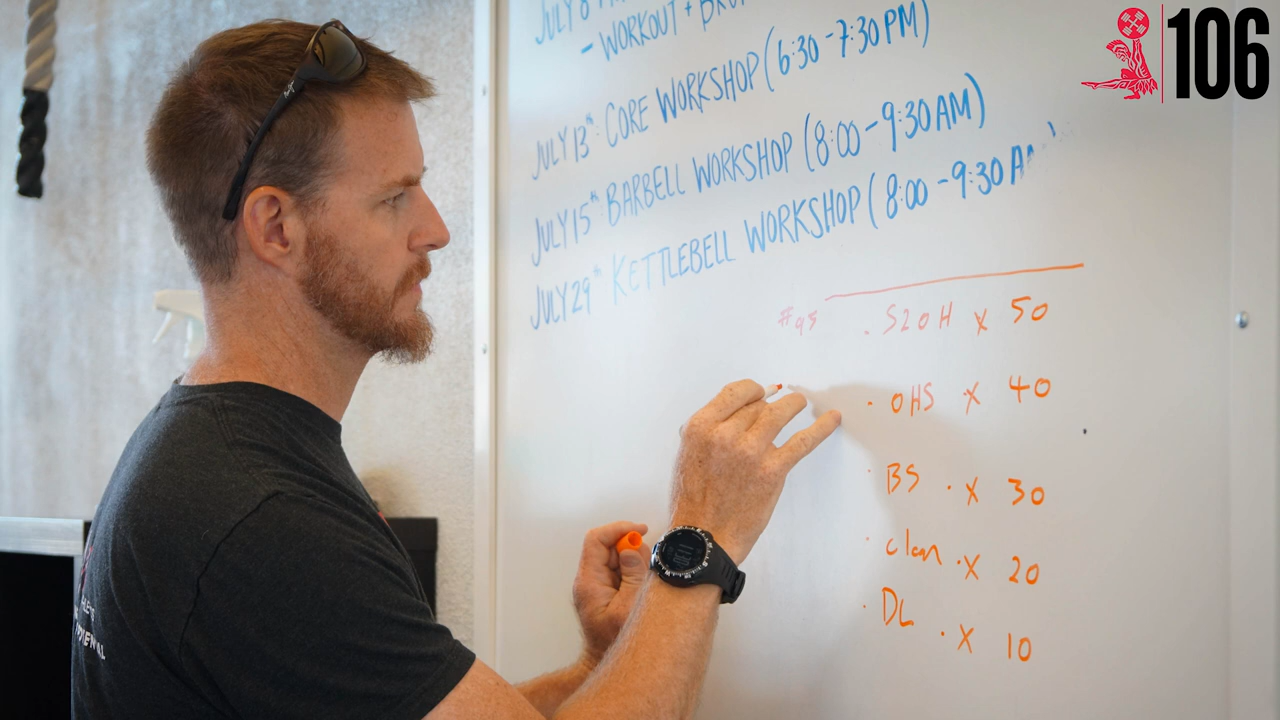 106
JULY 8
- WORKOUT +
JULY 13th: CORE WORKSHOP (6:30 - 7:30 PM)
JULY 15th: BARBELL WORKSHOP (8:00 - 9:30 AM)
JULY 29th KETTLEBELL WORKSHOP (8:00 - 9:30 A
#95 . S2OH x 50
. OHS x 40
. BS . x 30
. clean . x 20
. DL . x 10